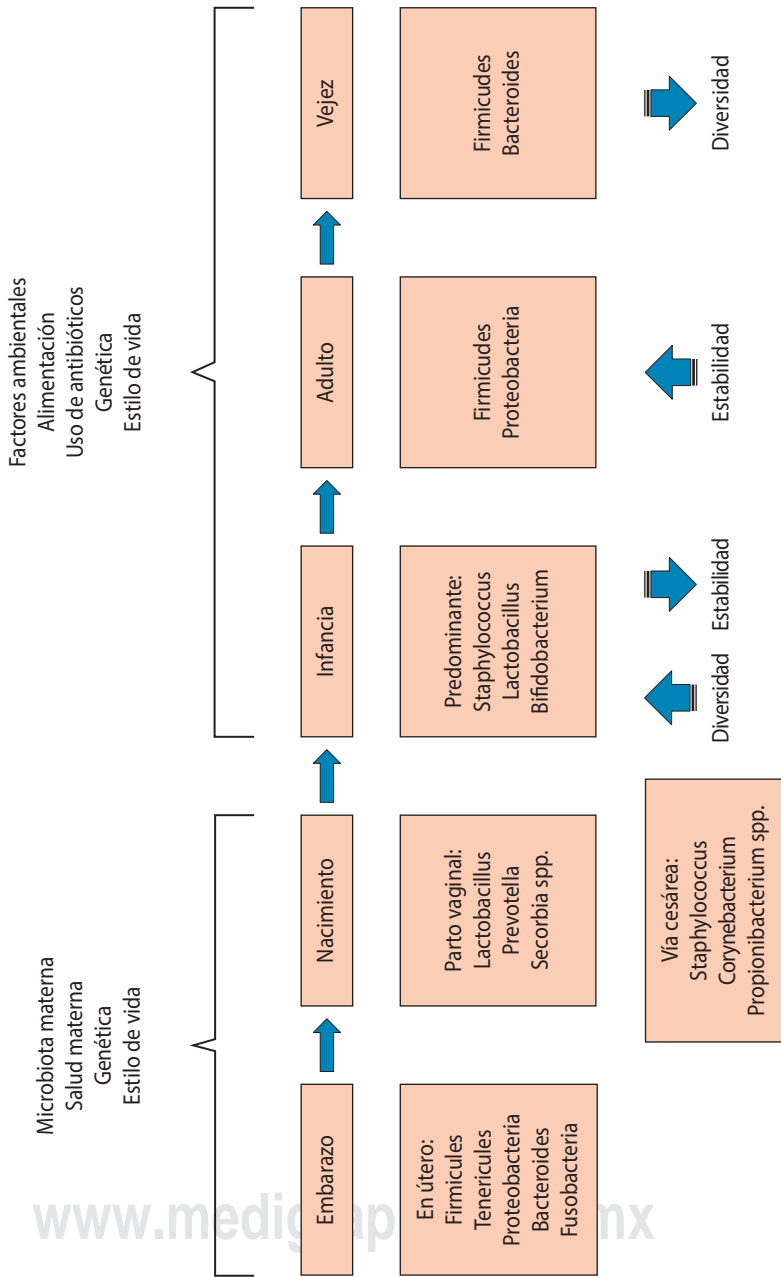 Microbiota materna
Salud materna
Genética
Estilo de vida
Factores ambientales
Alimentación
Uso de antibióticos
Genética
Estilo de vida
Embarazo
Nacimiento
Infancia
Adulto
Vejez
En útero:
Firmicules
Tenericules
Proteobacteria
Bacteroides
Fusobacteria
Parto vaginal:
Lactobacillus
Prevotella
Secorbia spp.
Predominante:
Staphylococcus
Lactobacillus
Bifidobacterium
Firmicudes
Proteobacteria
Firmicudes
Bacteroides
Vía cesárea:
Staphylococcus
Corynebacterium
Propionibacterium spp.
Diversidad
Estabilidad
Estabilidad
Diversidad